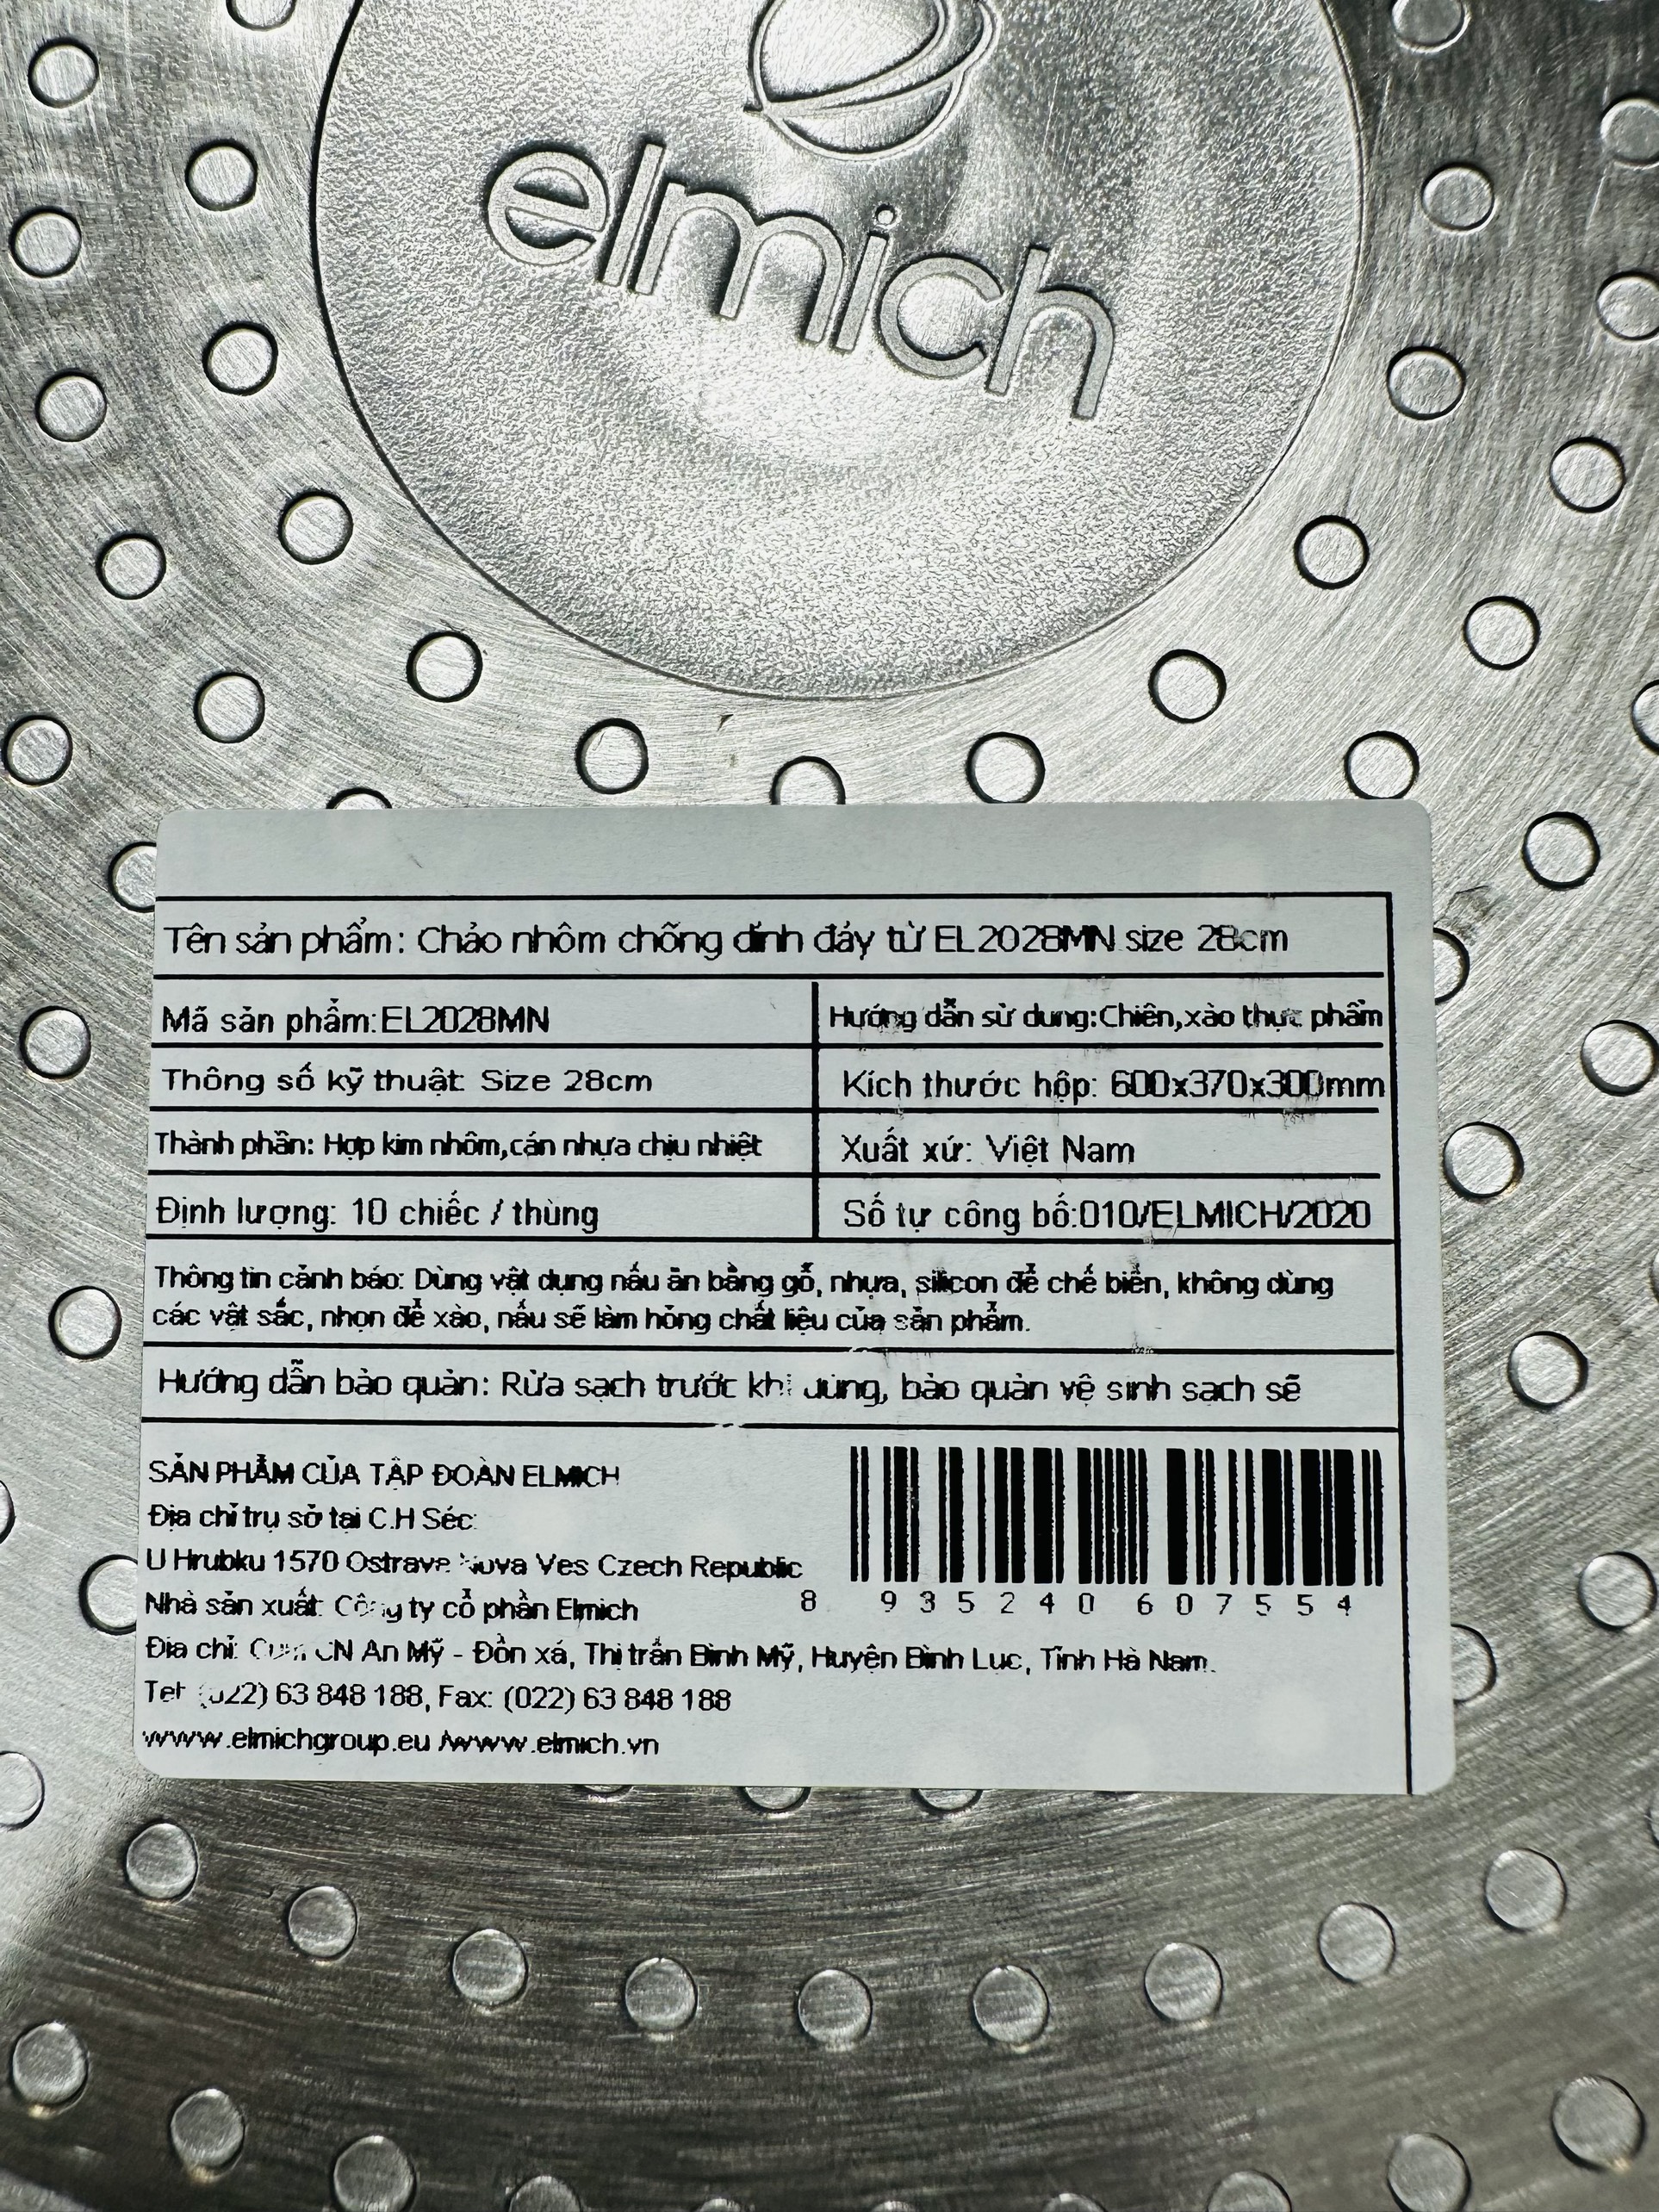 elmich
Tên sản phẩm: Chảo nhôm chống dính đáy từ EL2028MN size 28cm
Mã sản phẩm:EL2028MN
Hướng dẫn sử dung:Chiên,xào thực phẩm
Thông số kỹ thuật: Size 28cm
Kích thước hộp: 600x370x300mm
Thành phần: Hợp kim nhôm,cán nhựa chịu nhiệt
Xuất xứ: Việt Nam
Định lượng: 10 chiếc / thùng
Số tự công bố:010/ELMICH/2020
Thông tin cảnh báo: Dùng vật dụng nấu ăn bằng gỗ, nhựa, silicon để chế biến, không dùng
các vật sắc, nhọn để xào, nấu sẽ làm hỏng chất liệu của sản phẩm.
Hướng dẫn bảo quản: Rửa sạch trước khi dùng, bảo quản vệ sinh sạch sẽ
SẢN PHẨM CỦA TẬP ĐOÀN ELMICH
Địa chỉ trụ sở tại C.H Séc:
U Hrubku 1570 Ostrava Nova Ves Czech Republic
Nhà sản xuất: Công ty cổ phần Elmich
8 935240 607554
Địa chỉ: Cụm CN An Mỹ - Đồn xá, Thị trấn Bình Mỹ, Huyện Bình Lục, Tỉnh Hà Nam.
Tel: (022) 63 848 188, Fax: (022) 63 848 188
www.elmichgroup.eu /www.elmich.vn